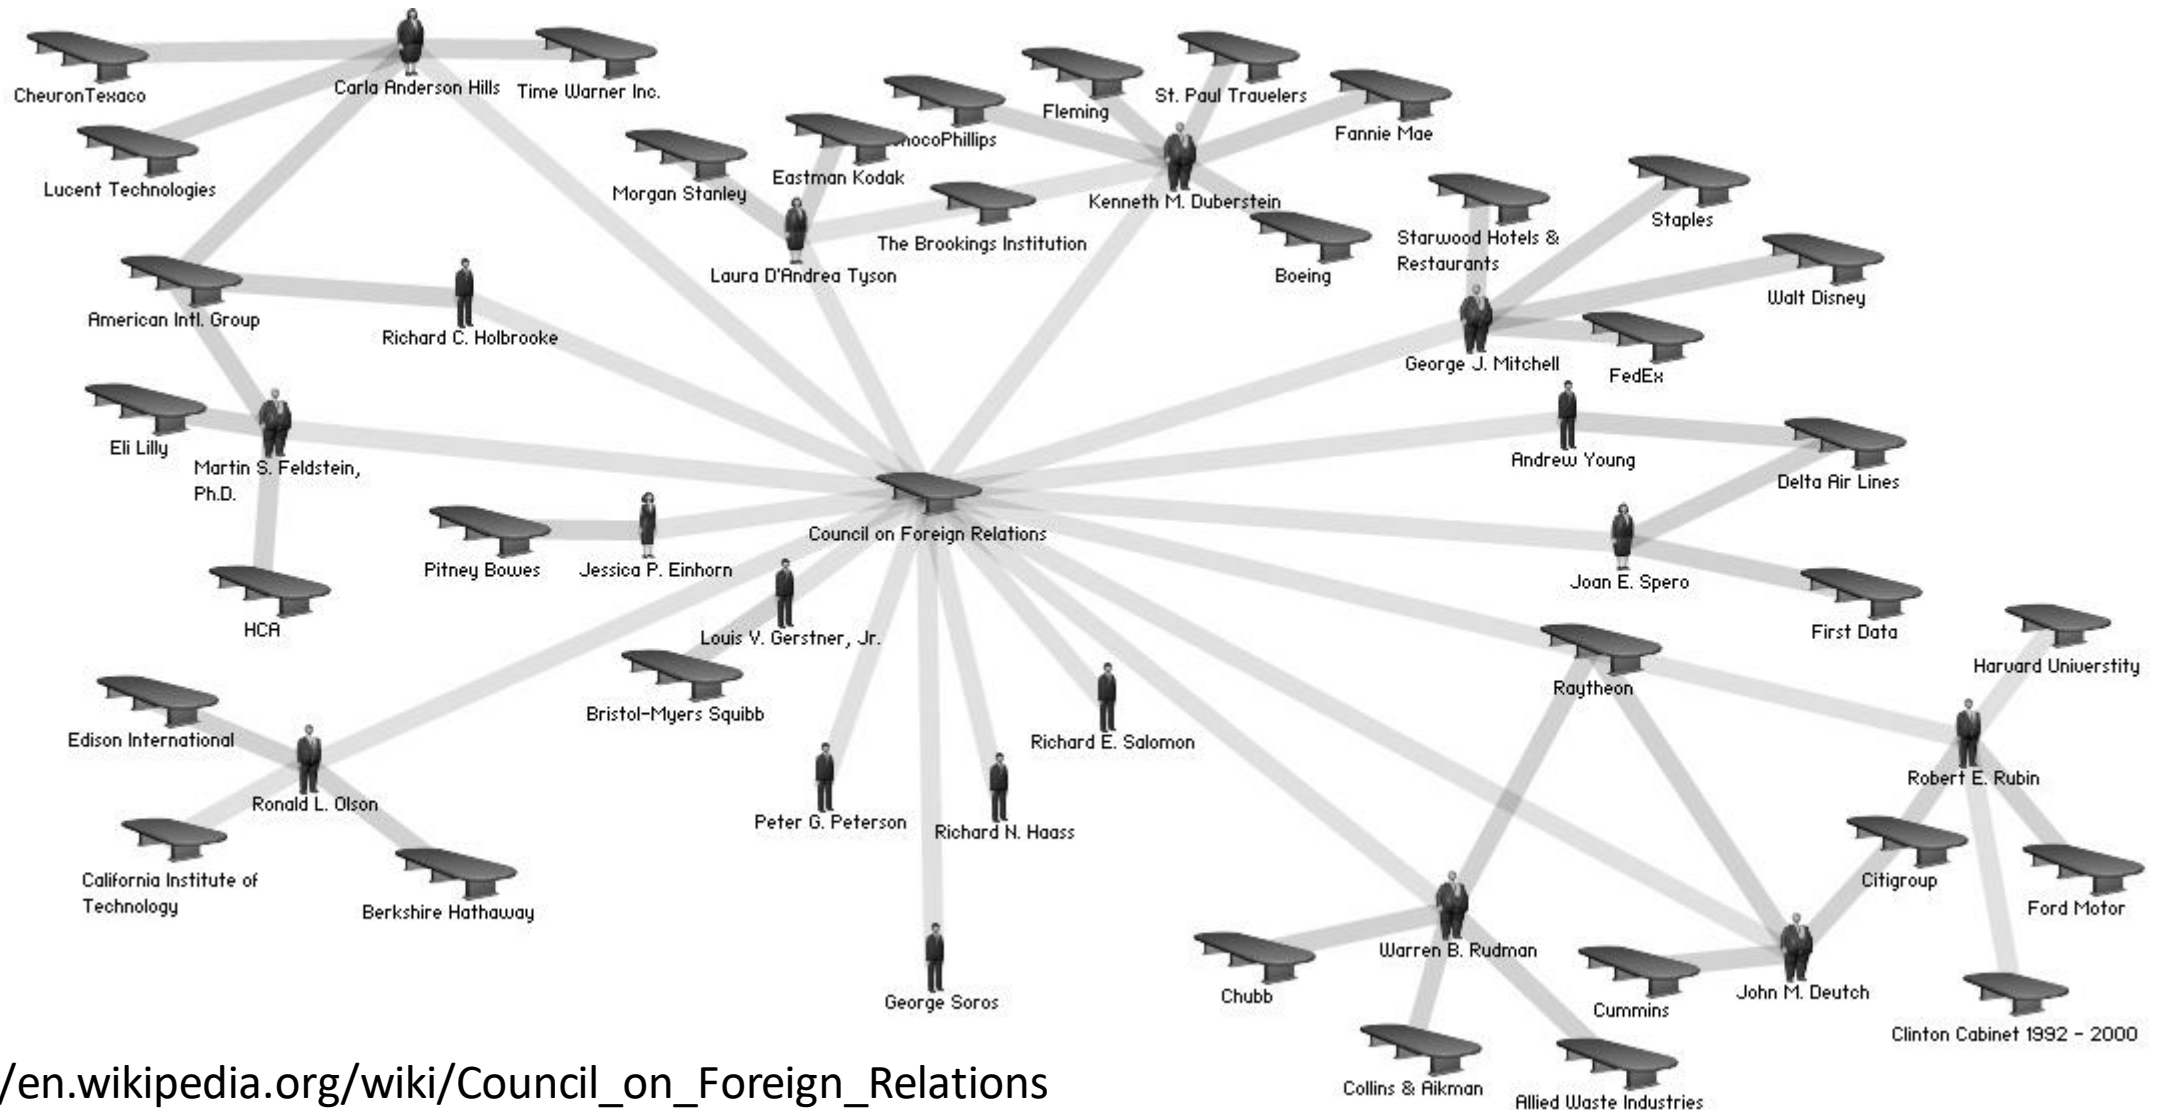 Carla Anderson Hills
Time Warner Inc.
ChevronTexaco
St. Paul Travelers
Fleming
Fannie Mae
nocoPhillips
Eastman Kodak
Morgan Stanley
Lucent Technologies
Kenneth M. Duberstein
Staples
Starwood Hotels &
Restaurants
The Brookings Institution
Laura D'Andrea Tyson
Boeing
Walt Disney
American Intl. Group
Richard C. Holbrooke
George J. Mitchell
FedEx
Eli Lilly
Andrew Young
Martin S. Feldstein,
Ph.D.
Delta Air Lines
Council on Foreign Relations
Pitney Bowes
Jessica P. Einhorn
Joan E. Spero
HCA
First Data
Louis V. Gerstner, Jr.
Harvard Universtity
Raytheon
Bristol-Myers Squibb
Edison International
Richard E. Salomon
Robert E. Rubin
Ronald L. Olson
Peter G. Peterson
Richard N. Haass
California Institute of
Technology
Citigroup
Berkshire Hathaway
Ford Motor
Warren B. Rudman
George Soros
Chubb
John M. Deutch
Cummins
Clinton Cabinet 1992 - 2000
/en.wikipedia.org/wiki/Council_on_Foreign_Relations
Collins & Aikman
Allied Waste Industries